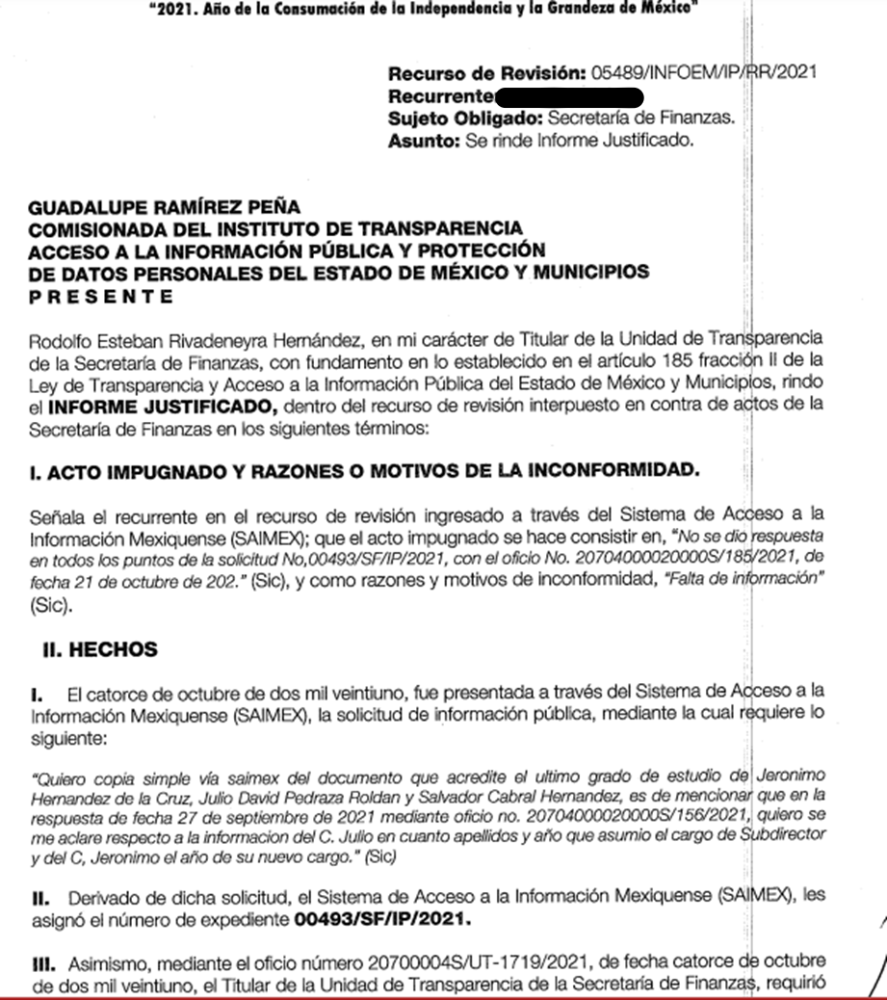 "2021. Año de la Consumación de la Independencia y la Grandeza de México"
Recurso de Revisión: 05489/INFOEM/IP/RR/2021
Recurrente
Sujeto Obligado: Secretaría de Finanzas.
Asunto: Se rinde Informe Justificado.
GUADALUPE RAMÍREZ PEÑA
COMISIONADA DEL INSTITUTO DE TRANSPARENCIA
ACCESO A LA INFORMACIÓN PÚBLICA Y PROTECCIÓN
DE DATOS PERSONALES DEL ESTADO DE MÉXICO Y MUNICIPIOS
P R E S E N T E
Rodolfo Esteban Rivadeneyra Hernández, en mi carácter de Titular de la Unidad de Transparencia
de la Secretaría de Finanzas, con fundamento en lo establecido en el artículo 185 fracción II de la
Ley de Transparencia y Acceso a la Información Pública del Estado de México y Municipios, rindo
el INFORME JUSTIFICADO, dentro del recurso de revisión interpuesto en contra de actos de la
Secretaría de Finanzas en los siguientes términos:
I. ACTO IMPUGNADO Y RAZONES O MOTIVOS DE LA INCONFORMIDAD.
Señala el recurrente en el recurso de revisión ingresado a través del Sistema de Acceso a la
Información Mexiquense (SAIMEX); que el acto impugnado se hace consistir en, "No se dio respuesta
en todos los puntos de la solicitud No,00493/SF/IP/2021, con el oficio No. 20704000020000S/185/2021, de
fecha 21 de octubre de 202." (Sic), y como razones y motivos de inconformidad, "Falta de información"
(Sic).
II. HECHOS
I. El catorce de octubre de dos mil veintiuno, fue presentada a través del Sistema de Acceso a la
Información Mexiquense (SAIMEX), la solicitud de información pública, mediante la cual requiere lo
siguiente:
"Quiero copia simple vía saimex del documento que acredite el ultimo grado de estudio de Jeronimo
Hernandez de la Cruz, Julio David Pedraza Roldan y Salvador Cabral Hernandez, es de mencionar que en la
respuesta de fecha 27 de septiembre de 2021 mediante oficio no. 20704000020000S/156/2021, quiero se
me aclare respecto a la informacion del C. Julio en cuanto apellidos y año que asumio el cargo de Subdirector
y del C, Jeronimo el año de su nuevo cargo." (Sic)
II. Derivado de dicha solicitud, el Sistema de Acceso a la Información Mexiquense (SAIMEX), les
asignó el número de expediente 00493/SF/IP/2021.
III. Asimismo, mediante el oficio número 20700004S/UT-1719/2021, de fecha catorce de octubre
de dos mil veintiuno, el Titular de la Unidad de Transparencia de la Secretaría de Finanzas, requirió